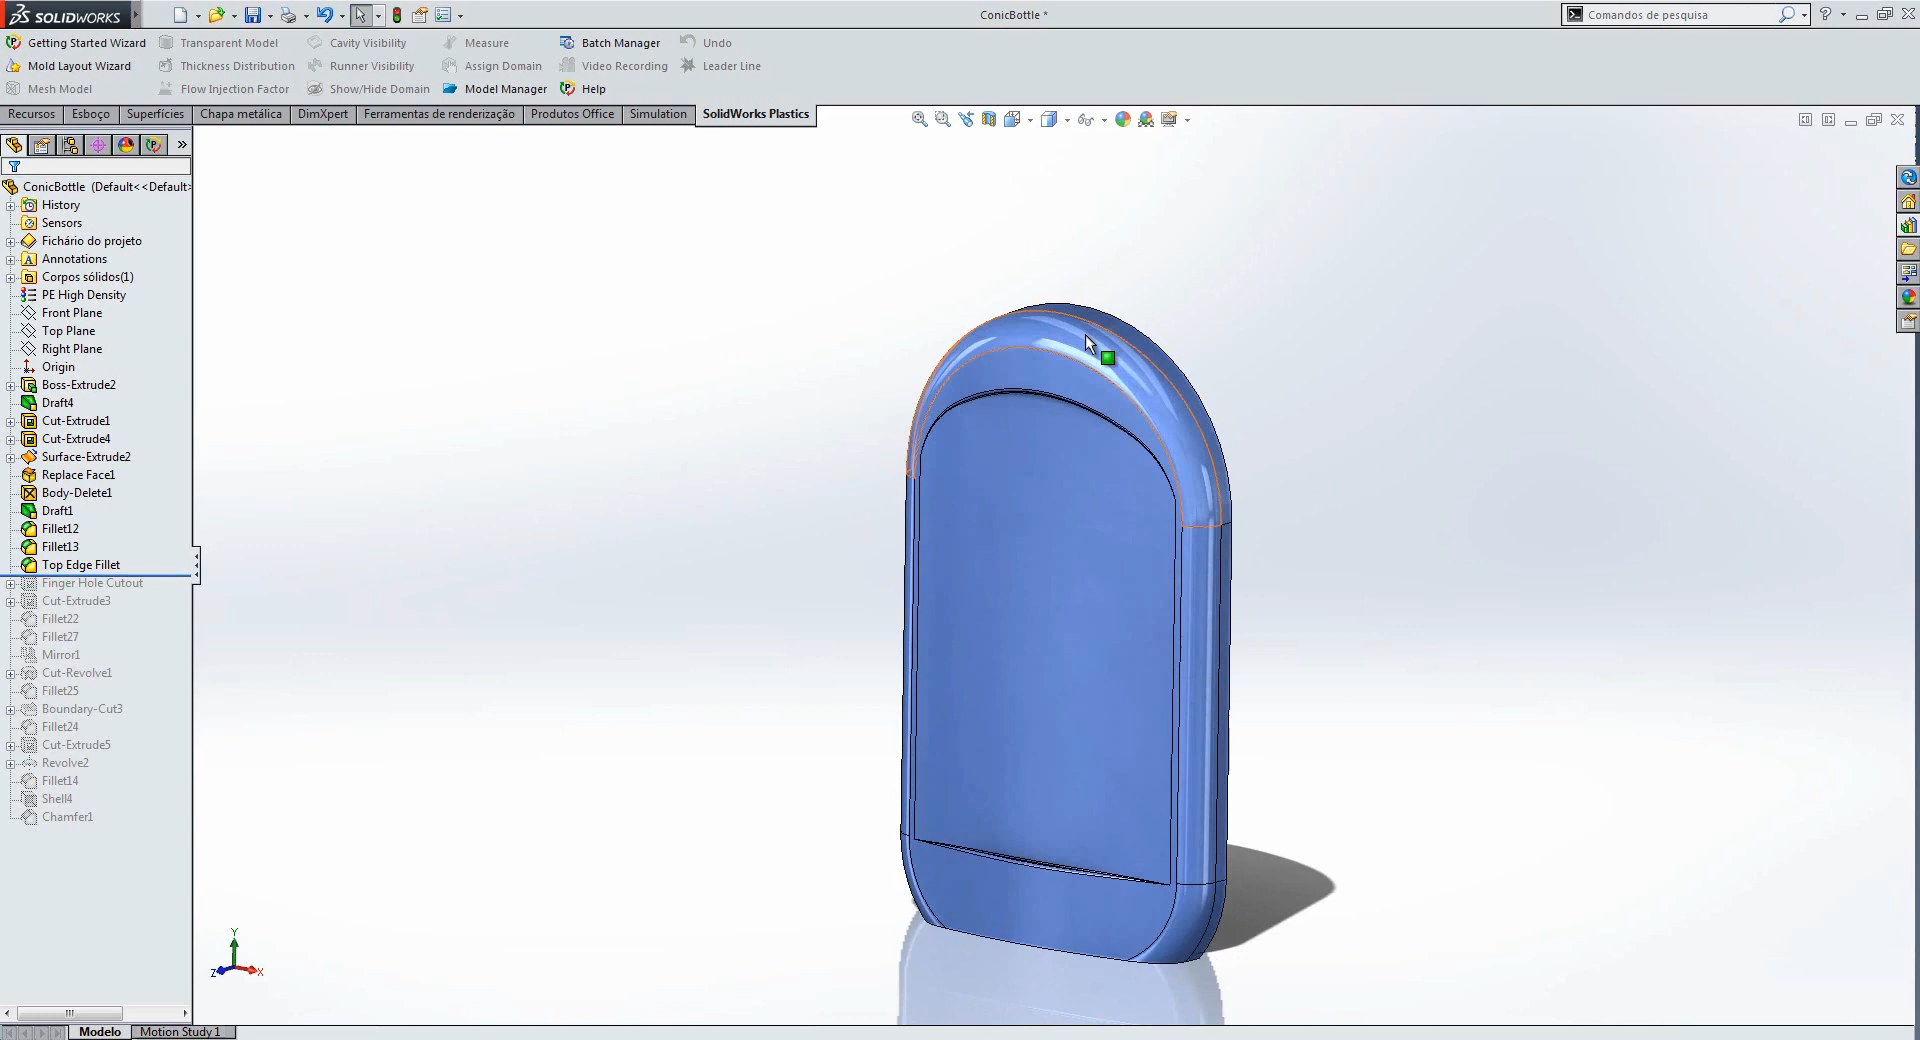 SOLIDWORKS
ConicBottle *
Comandos de pesquisa
Getting Started Wizard Transparent Model Cavity Visibility Measure Batch Manager Undo
Mold Layout Wizard Thickness Distribution Runner Visibility Assign Domain Video Recording Leader Line
Mesh Model Flow Injection Factor Show/Hide Domain Model Manager Help
Recursos Esboço Superfícies Chapa metálica DimXpert Ferramentas de renderização Produtos Office Simulation SolidWorks Plastics
ConicBottle (Default<<Default>
History
Sensors
Fichário do projeto
Annotations
Corpos sólidos(1)
PE High Density
Front Plane
Top Plane
Right Plane
Origin
Boss-Extrude2
Draft4
Cut-Extrude1
Cut-Extrude4
Surface-Extrude2
Replace Face1
Body-Delete1
Draft1
Fillet12
Fillet13
Top Edge Fillet
Finger Hole Cutout
Cut-Extrude3
Fillet22
Fillet27
Mirror1
Cut-Revolve1
Fillet25
Boundary-Cut3
Fillet24
Cut-Extrude5
Revolve2
Fillet14
Shell4
Chamfer1
Y
Z X
Modelo Motion Study 1